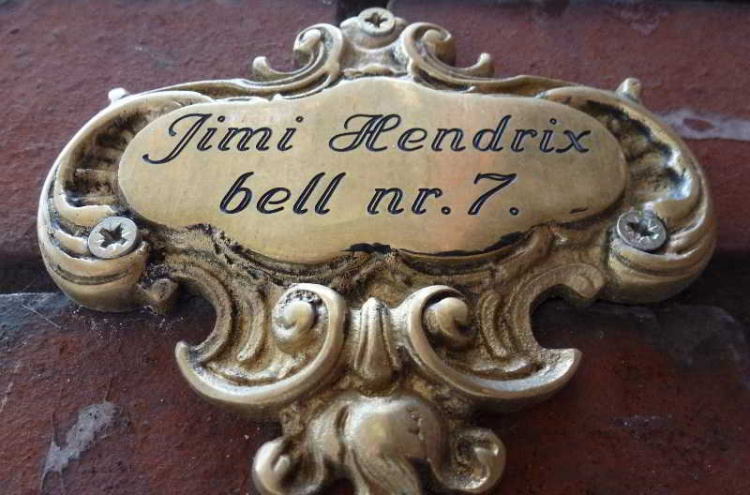 Jimi Hendrix
bell nr. 7.